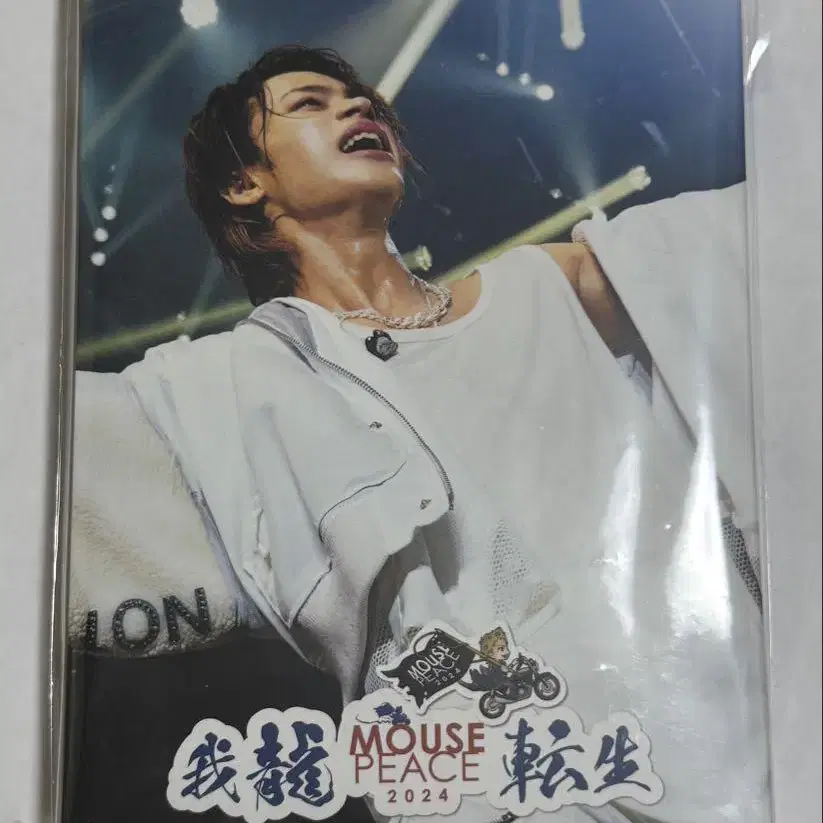 ION
MOUSE
PEACE
2024
我龍
MOUSE
PEACE
2024
転生